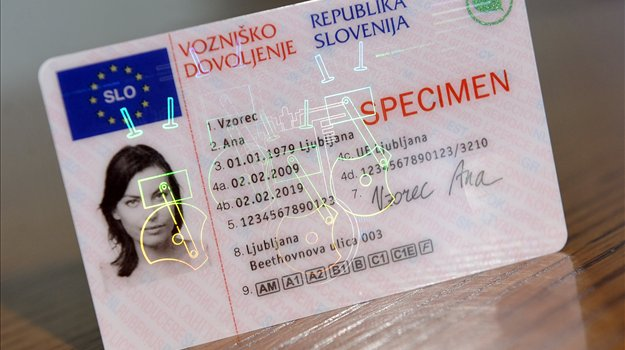 VOZNIŠKO
DOVOLJENJE
REPUBLIKA
SLOVENIJA
SLO
SPECIMEN
1. Vzorec
2. Ana
3. 01.01.1979 Ljubljana
4a. 02.02.2009
4c. UE Ljubljana
4b. 02.02.2019
4d. 1234567890123/3210
5. 1234567890123
7. Vzorec Ana
8. Ljubljana
Beethovnova ulica 003
9. AM A1 A2 B1 B C1 C E F